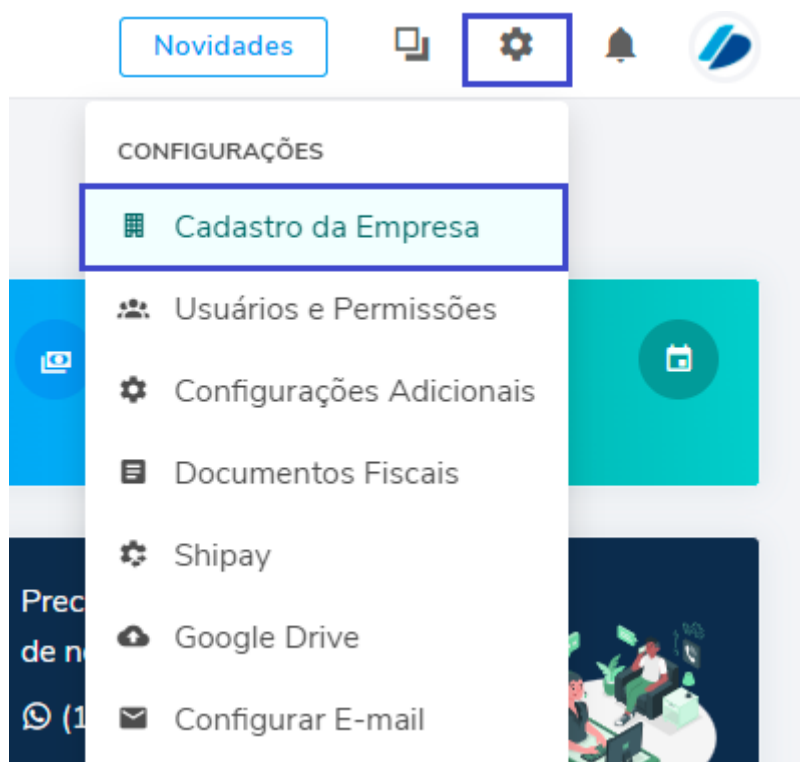 Novidades
CONFIGURAÇÕES
Cadastro da Empresa
Usuários e Permissões
Configurações Adicionais
Documentos Fiscais
Shipay
Google Drive
Configurar E-mail
Prec
de n
(1